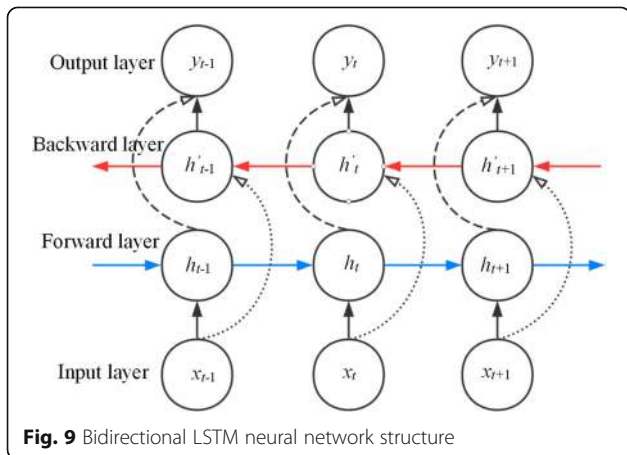 Output layer y_{t-1} y_t y_{t+1}
Backward layer h'_{t-1} h'_t h'_{t+1}
Forward layer h_{t-1} h_t h_{t+1}
Input layer x_{t-1} x_t x_{t+1}
Fig. 9 Bidirectional LSTM neural network structure